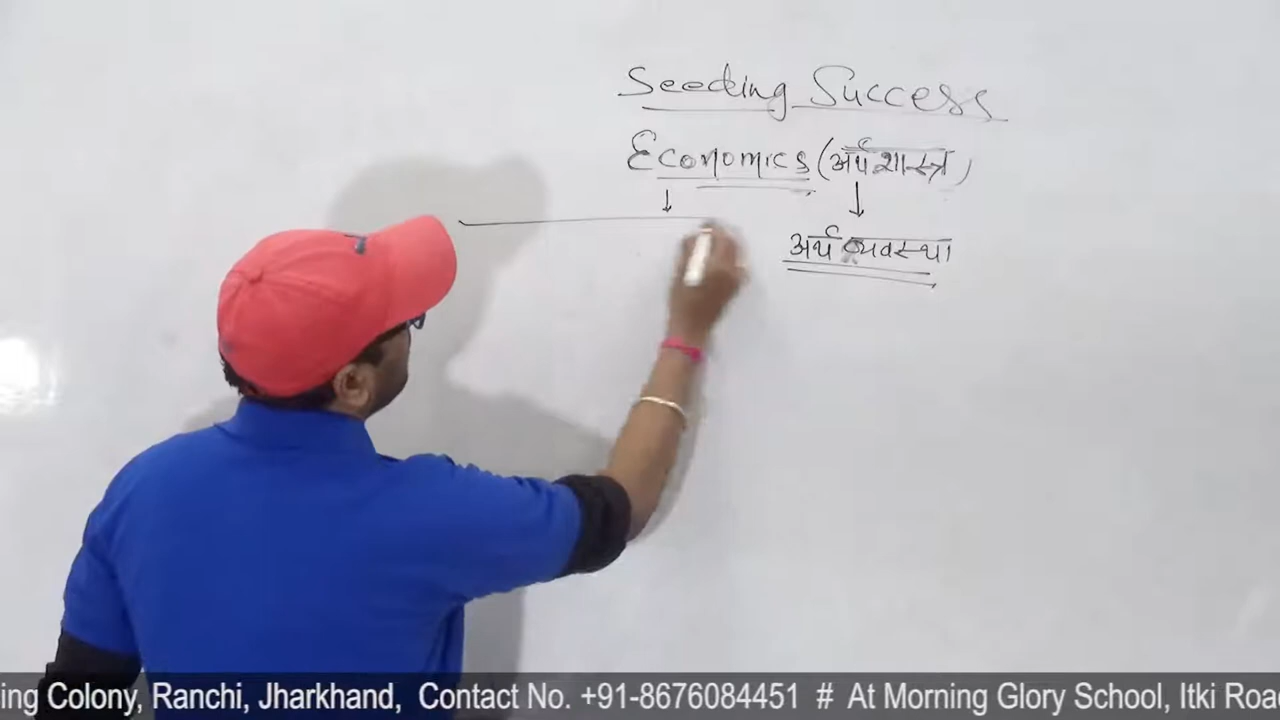 Seeding Success
Economics (अर्थशास्त्र)
अर्थव्यवस्था
ing Colony, Ranchi, Jharkhand, Contact No. +91-8676084451 # At Morning Glory School, Itki Roa